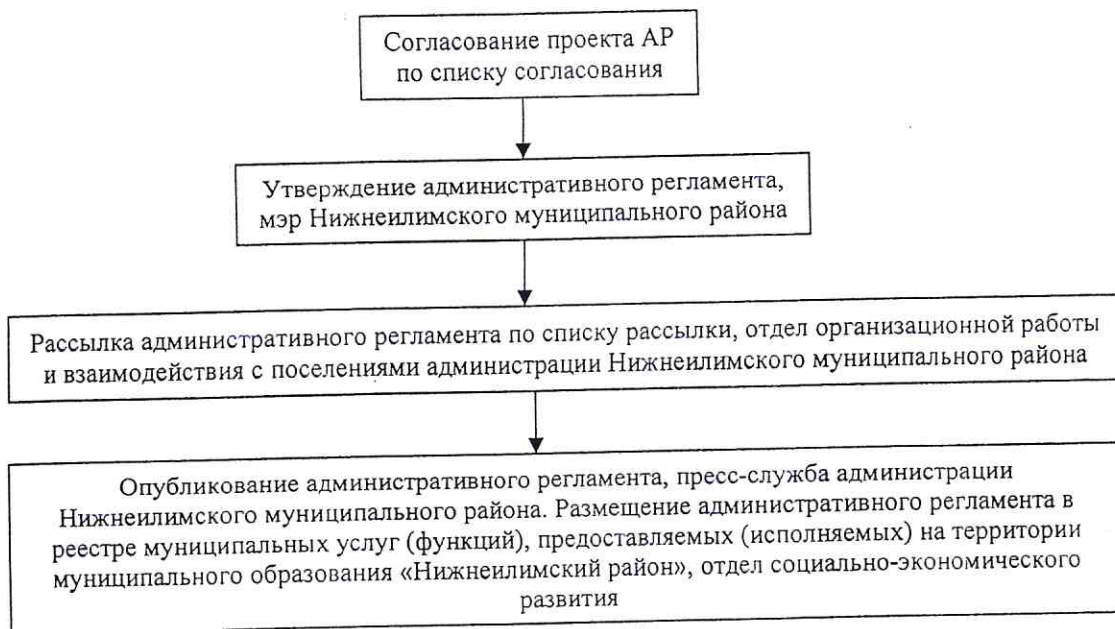 Согласование проекта АР
по списку согласования
Утверждение административного регламента,
мэр Нижнеилимского муниципального района
Рассылка административного регламента по списку рассылки, отдел организационной работы
и взаимодействия с поселениями администрации Нижнеилимского муниципального района
Опубликование административного регламента, пресс-служба администрации
Нижнеилимского муниципального района. Размещение административного регламента в
реестре муниципальных услуг (функций), предоставляемых (исполняемых) на территории
муниципального образования «Нижнеилимский район», отдел социально-экономического
развития